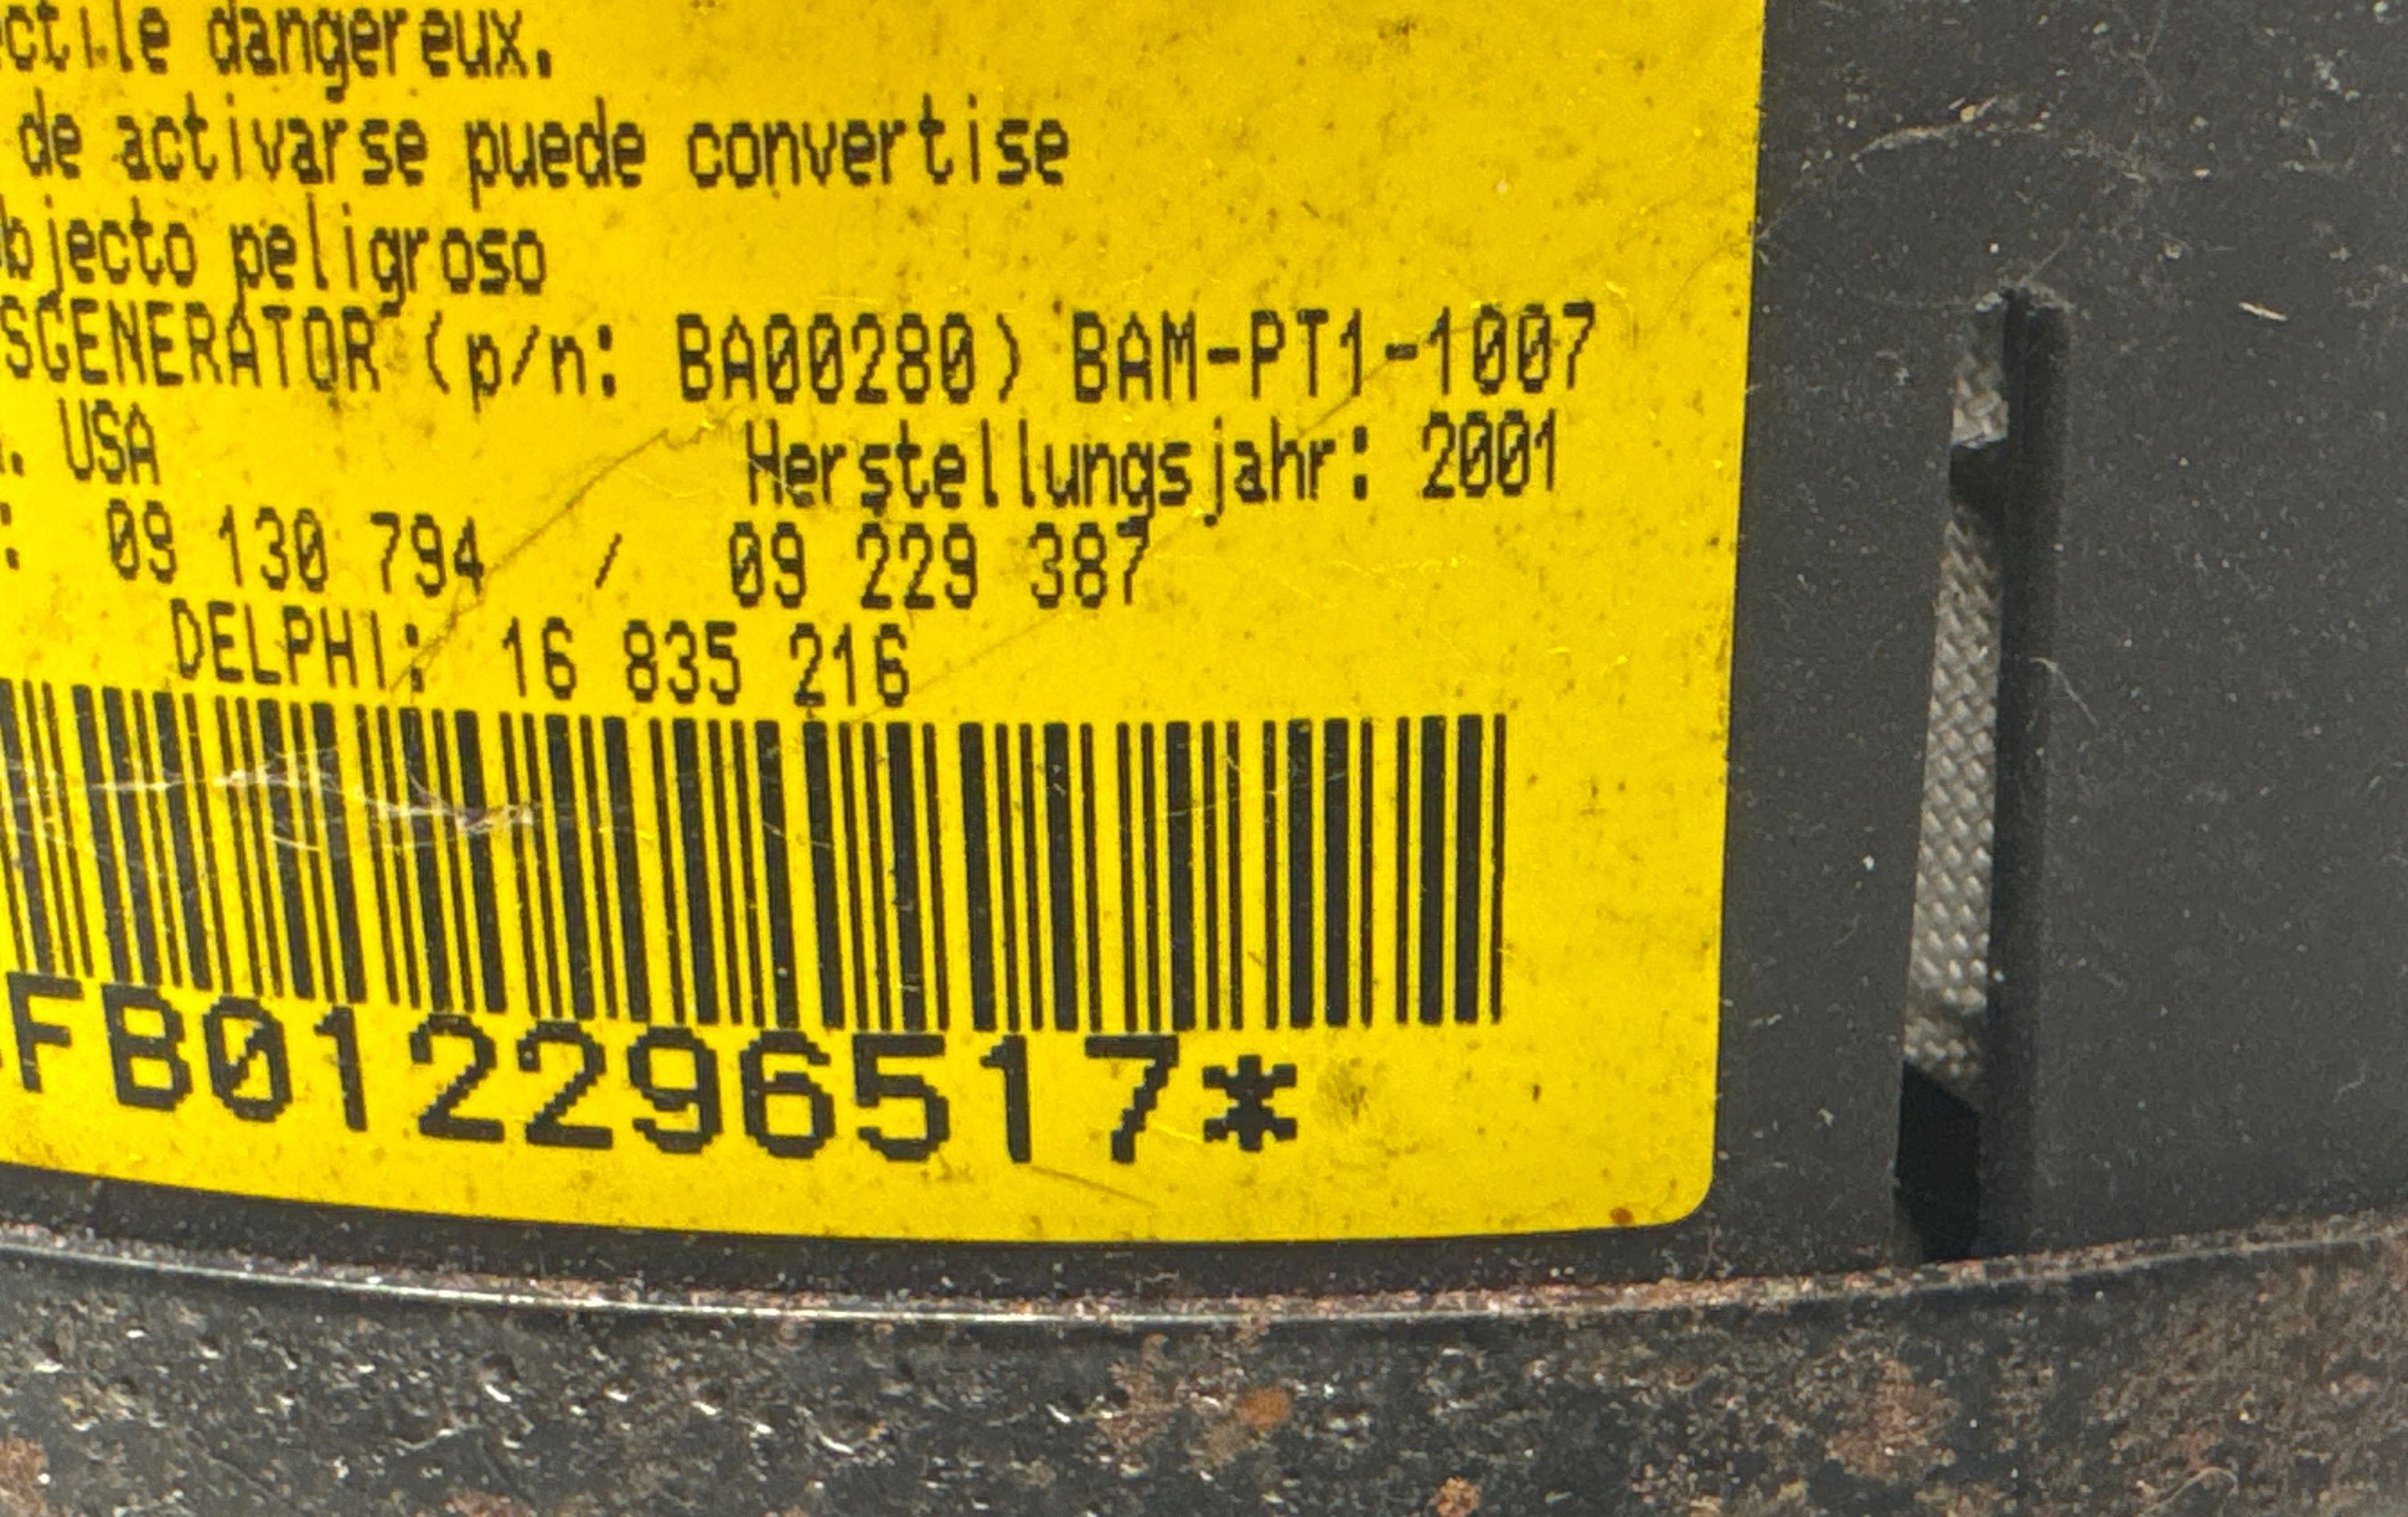 ctile dangereux.
de activarse puede convertise
bjecto peligroso
SGENERATOR (p/n: BA00280) BAM-PT1-1007
. USA Herstellungsjahr: 2001
: 09 130 794 / 09 229 387
DELPHI: 16 835 216
FB012296517*